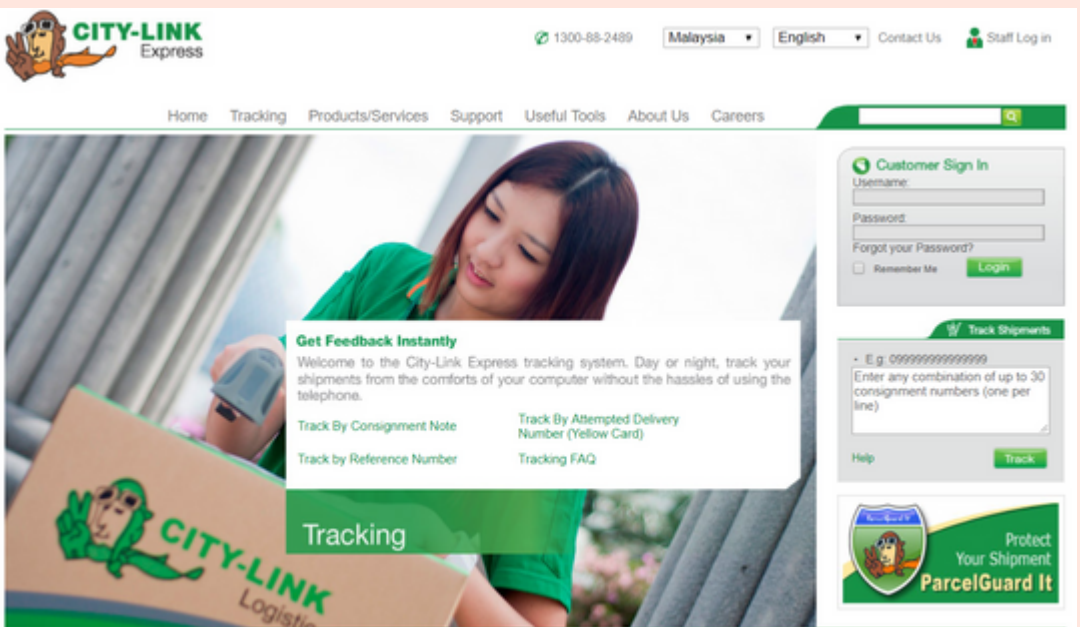 CITY-LINK
Express
1300-88-2489
Malaysia
English
Contact Us
Staff Log in
Home
Tracking
Products/Services
Support
Useful Tools
About Us
Careers
Customer Sign In
Username:
Password:
Forgot your Password?
Remember Me
Login
Get Feedback Instantly
Welcome to the City-Link Express tracking system. Day or night, track your
shipments from the comforts of your computer without the hassles of using the
telephone.
Track By Consignment Note
Track By Attempted Delivery
Number (Yellow Card)
Track by Reference Number
Tracking FAQ
Tracking
CITY-LINK
Logistic
Track Shipments
E.g: 09999999999999
Enter any combination of up to 30
consignment numbers (one per
line)
Help
Track
ParcelGuard It
Protect
Your Shipment
ParcelGuard It